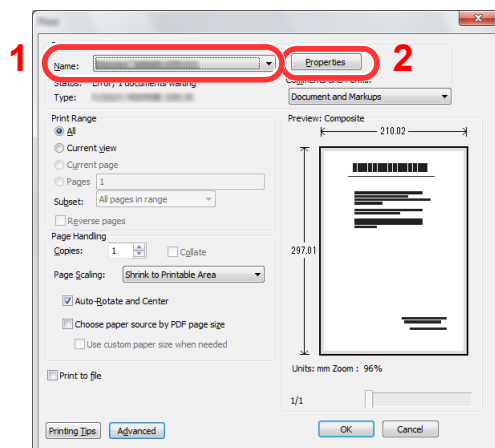 Print
1
Name:
Properties
2
Status: Error; 1 documents waiting
Comments and Forms:
Type:
Document and Markups
Print Range
All
Current view
Current page
Pages 1
Subset: All pages in range
Reverse pages
Page Handling
Copies: 1 Collate
Page Scaling: Shrink to Printable Area
Auto-Rotate and Center
Choose paper source by PDF page size
Use custom paper size when needed
Print to file
Preview: Composite
210.02
297.01
Units: mm Zoom : 96%
1/1
Printing Tips Advanced OK Cancel